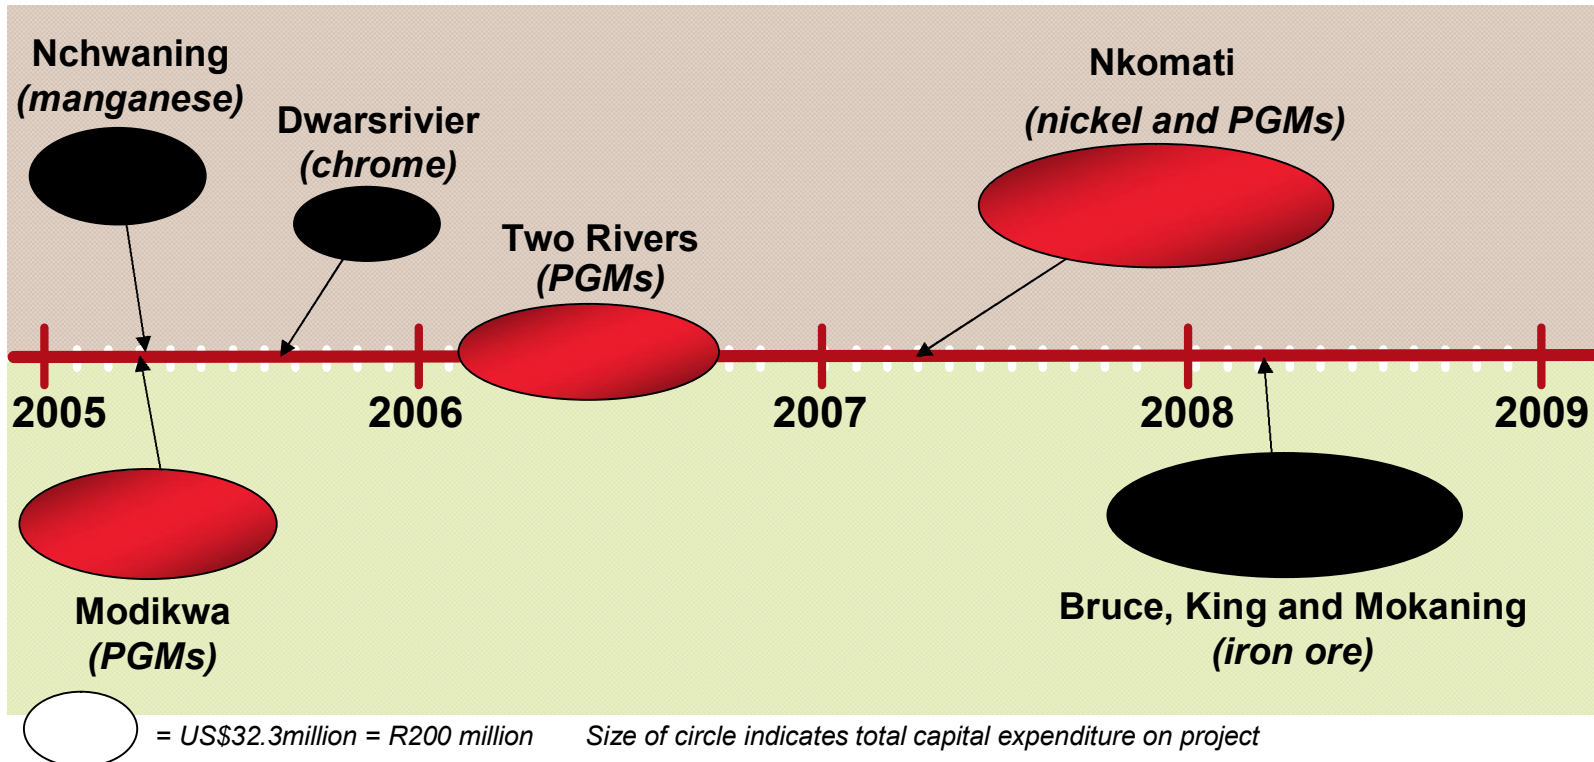 Nchwaning
(manganese)
Dwarsrivier
(chrome)
Two Rivers
(PGMs)
Nkomati
(nickel and PGMs)
2005
2006
2007
2008
2009
Modikwa
(PGMs)
Bruce, King and Mokaning
(iron ore)
= US$32.3million = R200 million Size of circle indicates total capital expenditure on project